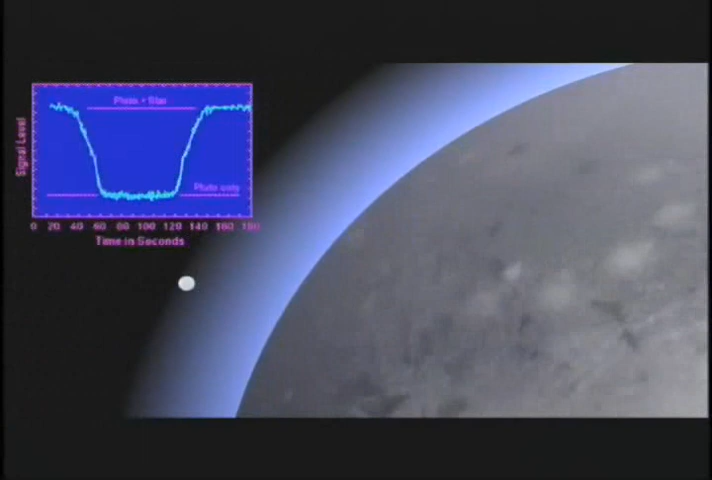 Pluto + Star
Signal Level
Pluto only
0 20 40 60 80 100 120 140 160 180
Time in Seconds